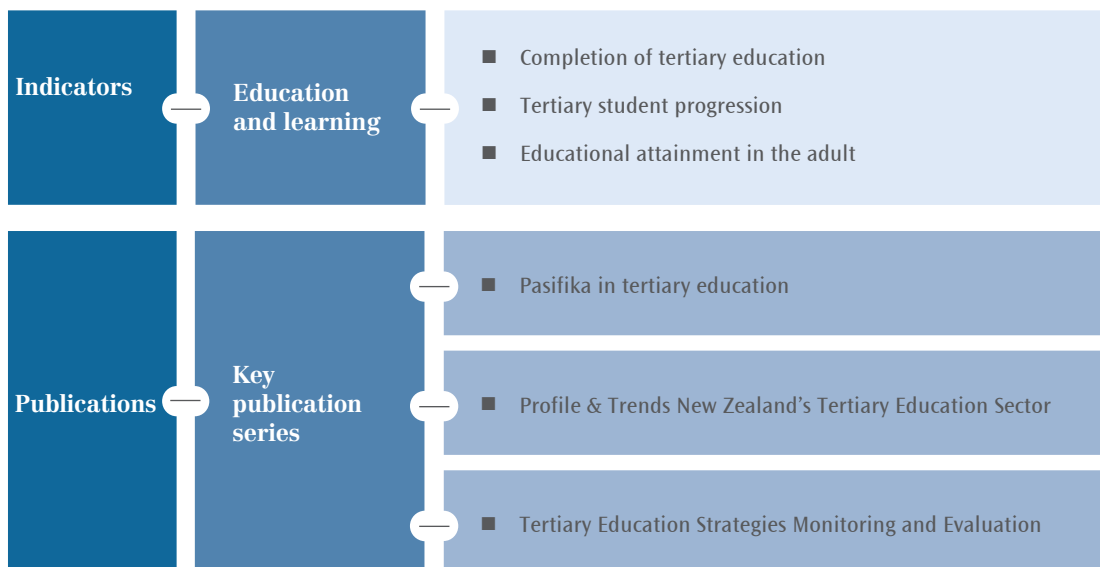 Indicators
Education
and learning
■ Completion of tertiary education
■ Tertiary student progression
■ Educational attainment in the adult
Publications
Key
publication
series
■ Pasifika in tertiary education
■ Profile & Trends New Zealand’s Tertiary Education Sector
■ Tertiary Education Strategies Monitoring and Evaluation